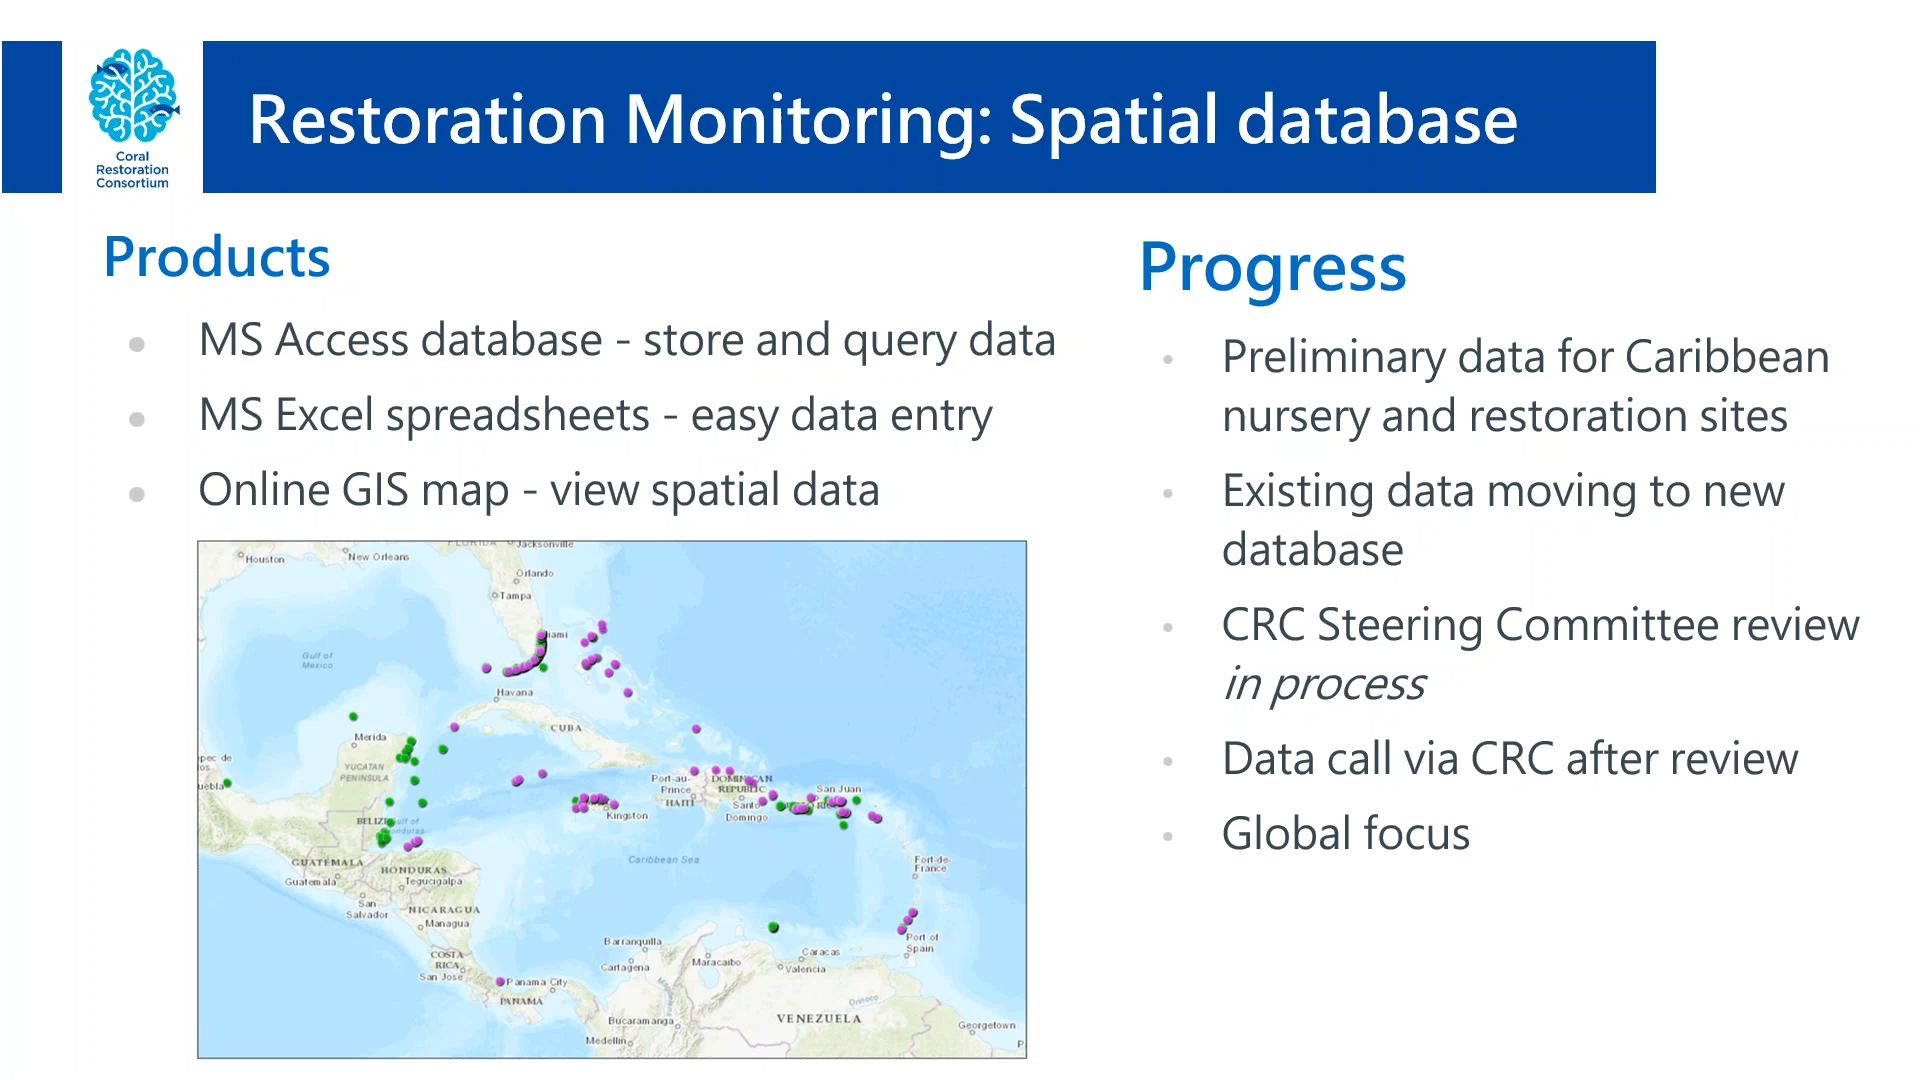 Coral
Restoration
Consortium
Restoration Monitoring: Spatial database
Products
MS Access database - store and query data
MS Excel spreadsheets - easy data entry
Online GIS map - view spatial data
FLORIDA
Jacksonville
Houston
New Orleans
Orlando
Tampa
Gulf of
Mexico
Havana
CUBA
Merida
YUCATAN
PENINSULA
Port-au-
Prince
HAITI
REPUBLIC
Santo
Domingo
San Juan
Kingston
Caribbean Sea
GUATEMALA
Guatemala
HONDURAS
Tegucigalpa
San
Salvador
NICARAGUA
Managua
COSTA
RICA
San Jose
Panama City
PANAMA
Fort-de-
France
Port of
Spain
Barranquilla
Cartagena
Maracaibo
Caracas
Valencia
Bucaramanga
Medellin
VENEZUELA
Orinoco
Georgetown
Progress
Preliminary data for Caribbean
nursery and restoration sites
Existing data moving to new
database
CRC Steering Committee review
in process
Data call via CRC after review
Global focus